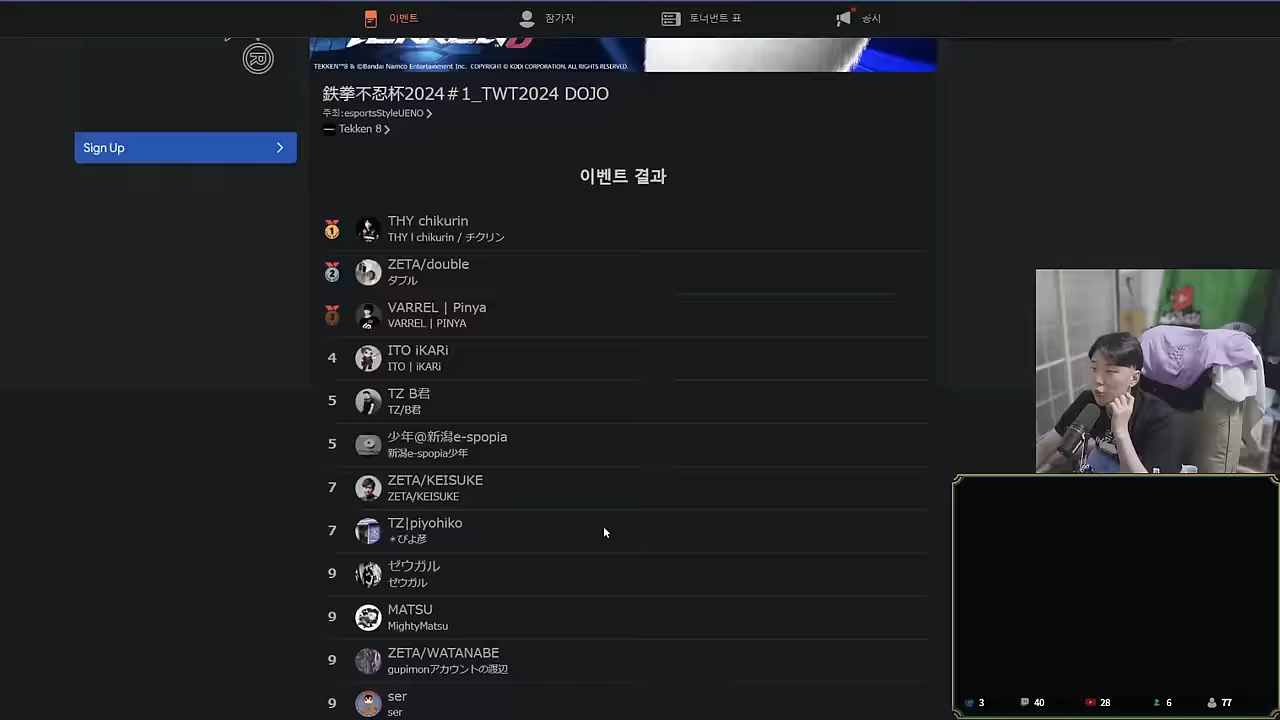 이벤트
참가자
토너먼트 표
공시
TEKKEN 8
TEKKEN™8 & ©Bandai Namco Entertainment Inc. COPYRIGHT © KDDI CORPORATION, ALL RIGHTS RESERVED.
Sign Up
鉄拳不忍杯2024＃1_TWT2024 DOJO
주최:esportsStyleUENO
Tekken 8
이벤트 결과
1
THY chikurin
THY l chikurin / チクリン
2
ZETA/double
ダブル
3
VARREL | Pinya
VARREL | PINYA
4
ITO iKARi
ITO | iKARi
5
TZ B君
TZ/B君
5
少年@新潟e-spopia
新潟e-spopia少年
7
ZETA/KEISUKE
ZETA/KEISUKE
7
TZ|piyohiko
＊ぴよ彦
9
ゼウガル
ゼウガル
9
MATSU
MightyMatsu
9
ZETA/WATANABE
gupimonアカウントの渡辺
9
ser
ser
3
40
28
6
77